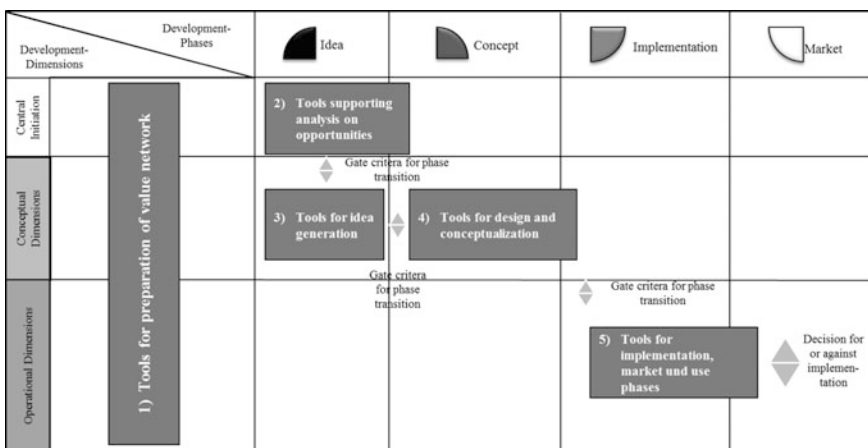 Development-
Phases
Development-
Dimensions
Idea
Concept
Implementation
Market
Central
Initiation
Conceptual
Dimensions
Operational Dimensions
1) Tools for preparation of value network
2) Tools supporting
analysis on
opportunities
Gate criteria for phase
transition
3) Tools for idea
generation
4) Tools for design and
conceptualization
Gate critera
for phase
transition
Gate criteria for phase
transition
5) Tools for
implementation,
market und use
phases
Decision for
or against
implemen-
tation